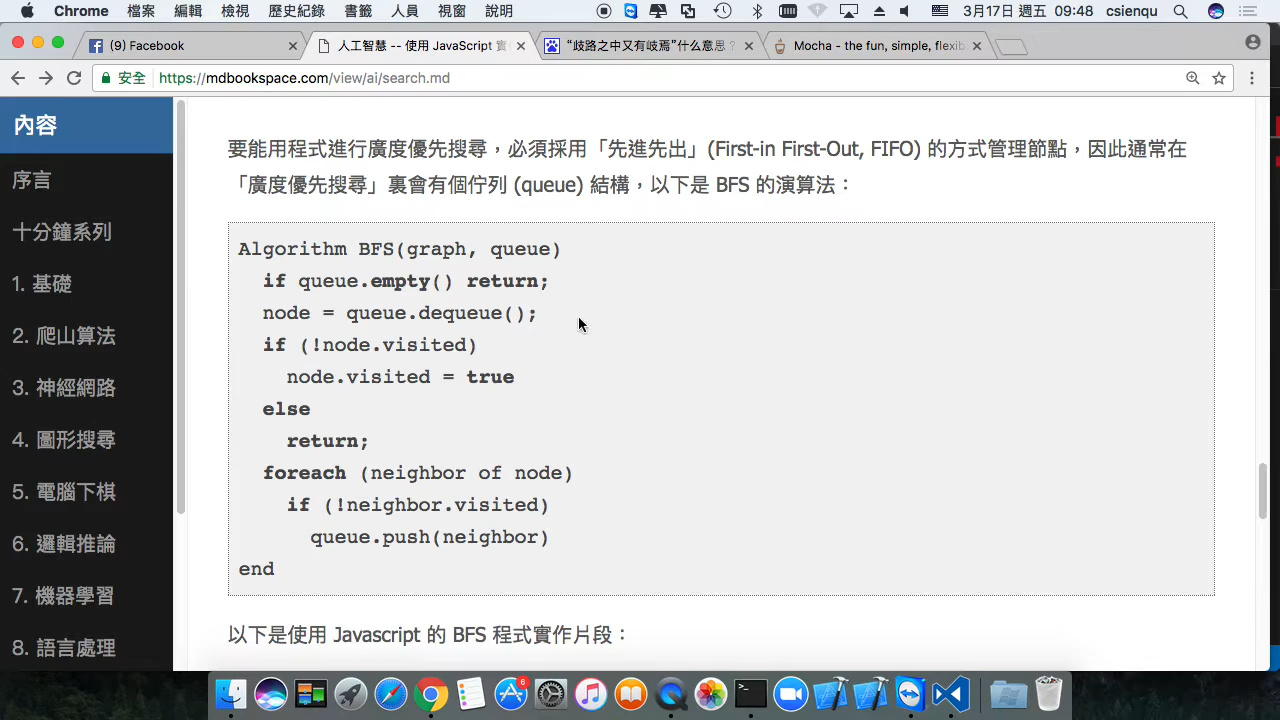 Chrome 檔案 編輯 檢視 歷史紀錄 書籤 人員 視窗 說明 3月17日 週五 09:48 csienqu
(9) Facebook
人工智慧 -- 使用 JavaScript 實
“歧路之中又有岐焉”什么意思？
Mocha - the fun, simple, flexib
安全 https://mdbookspace.com/view/ai/search.md
內容
序言
十分鐘系列
1. 基礎
2. 爬山算法
3. 神經網路
4. 圖形搜尋
5. 電腦下棋
6. 邏輯推論
7. 機器學習
8. 語言處理
要能用程式進行廣度優先搜尋，必須採用「先進先出」(First-in First-Out, FIFO) 的方式管理節點，因此通常在
「廣度優先搜尋」裏會有個佇列 (queue) 結構，以下是 BFS 的演算法：
Algorithm BFS(graph, queue)
if queue.empty() return;
node = queue.dequeue();
if (!node.visited)
node.visited = true
else
return;
foreach (neighbor of node)
if (!neighbor.visited)
queue.push(neighbor)
end
以下是使用 Javascript 的 BFS 程式實作片段：
6